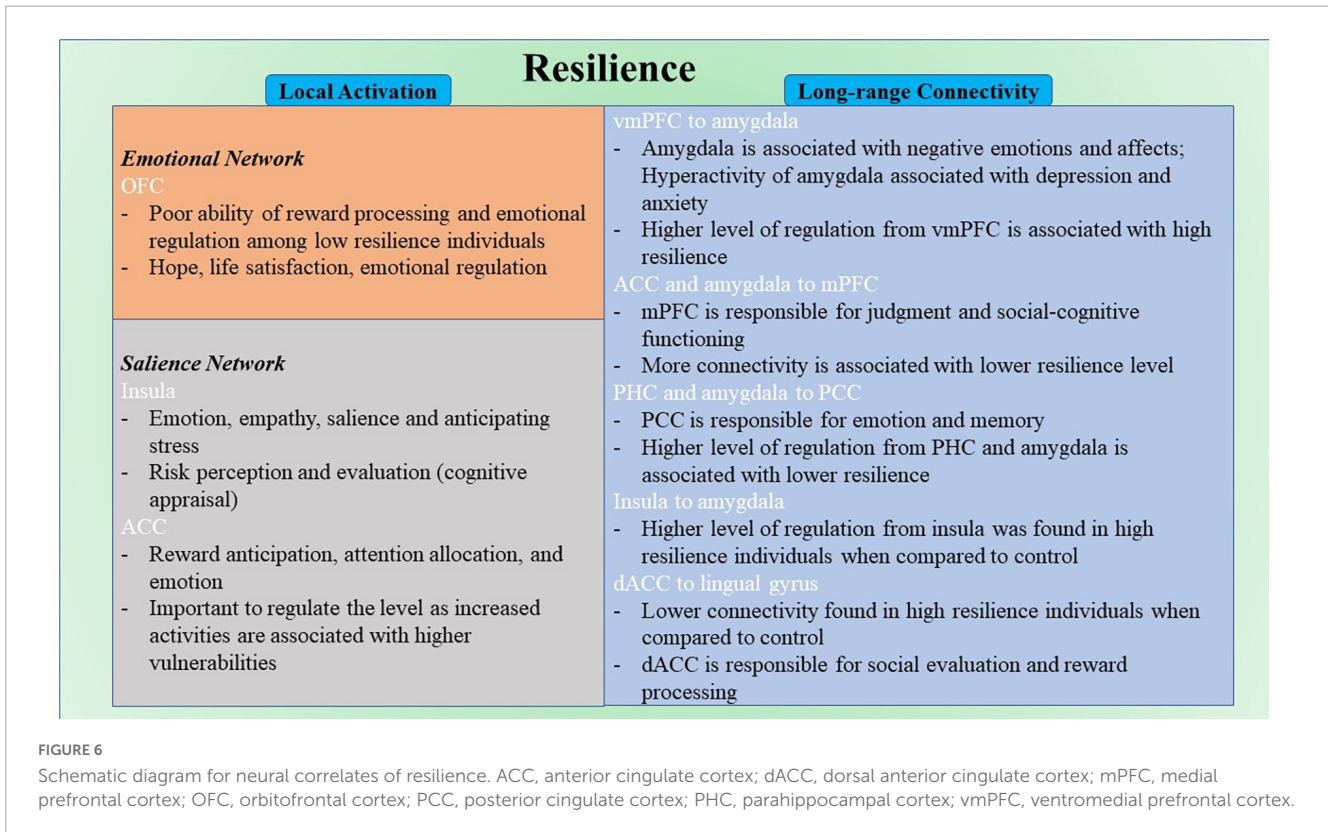 Resilience
Local Activation
Emotional Network
OFC
- Poor ability of reward processing and emotional
regulation among low resilience individuals
- Hope, life satisfaction, emotional regulation
Salience Network
Insula
- Emotion, empathy, salience and anticipating
stress
- Risk perception and evaluation (cognitive
appraisal)
ACC
- Reward anticipation, attention allocation, and
emotion
- Important to regulate the level as increased
activities are associated with higher
vulnerabilities
Long-range Connectivity
vmPFC to amygdala
- Amygdala is associated with negative emotions and affects;
Hyperactivity of amygdala associated with depression and
anxiety
- Higher level of regulation from vmPFC is associated with high
resilience
ACC and amygdala to mPFC
- mPFC is responsible for judgment and social-cognitive
functioning
- More connectivity is associated with lower resilience level
PHC and amygdala to PCC
- PCC is responsible for emotion and memory
- Higher level of regulation from PHC and amygdala is
associated with lower resilience
Insula to amygdala
- Higher level of regulation from insula was found in high
resilience individuals when compared to control
dACC to lingual gyrus
- Lower connectivity found in high resilience individuals when
compared to control
- dACC is responsible for social evaluation and reward
processing
FIGURE 6
Schematic diagram for neural correlates of resilience. ACC, anterior cingulate cortex; dACC, dorsal anterior cingulate cortex; mPFC, medial
prefrontal cortex; OFC, orbitofrontal cortex; PCC, posterior cingulate cortex; PHC, parahippocampal cortex; vmPFC, ventromedial prefrontal cortex.